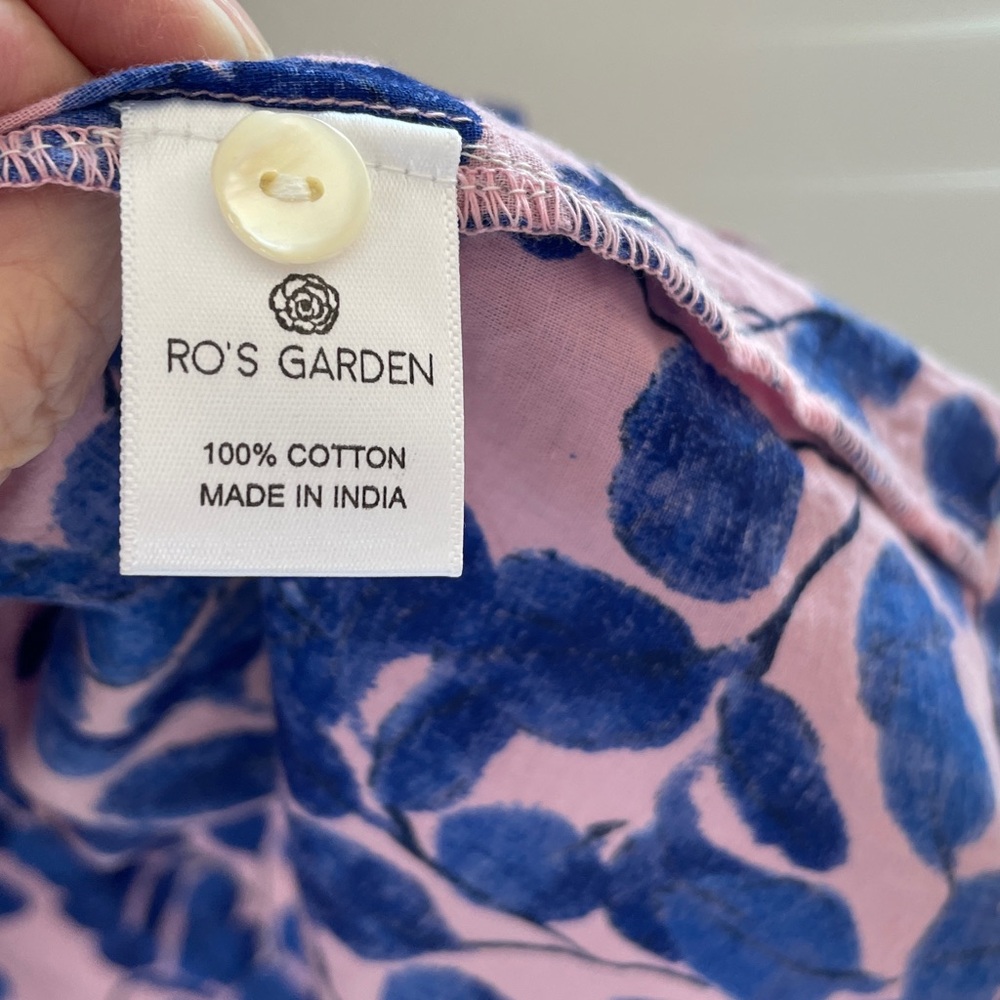 RO'S GARDEN
100% COTTON
MADE IN INDIA